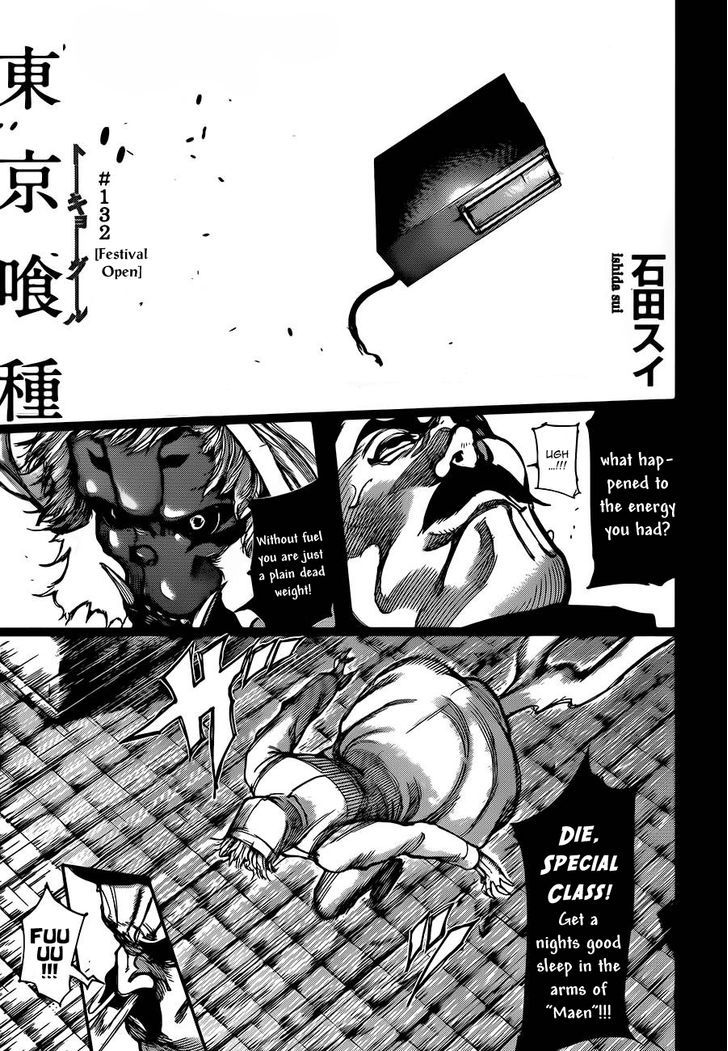 東京喰種
トーキョーグール
#132
[Festival
Open]
石田スイ
ishida sui
what hap-
pened to
the energy
you had?
UGH
...!!!
Without fuel
you are just
a plain dead
weight!
DIE,
SPECIAL
CLASS!
Get a
nights good
sleep in the
arms of
"Maen"!!!
FUU
UU
!!!